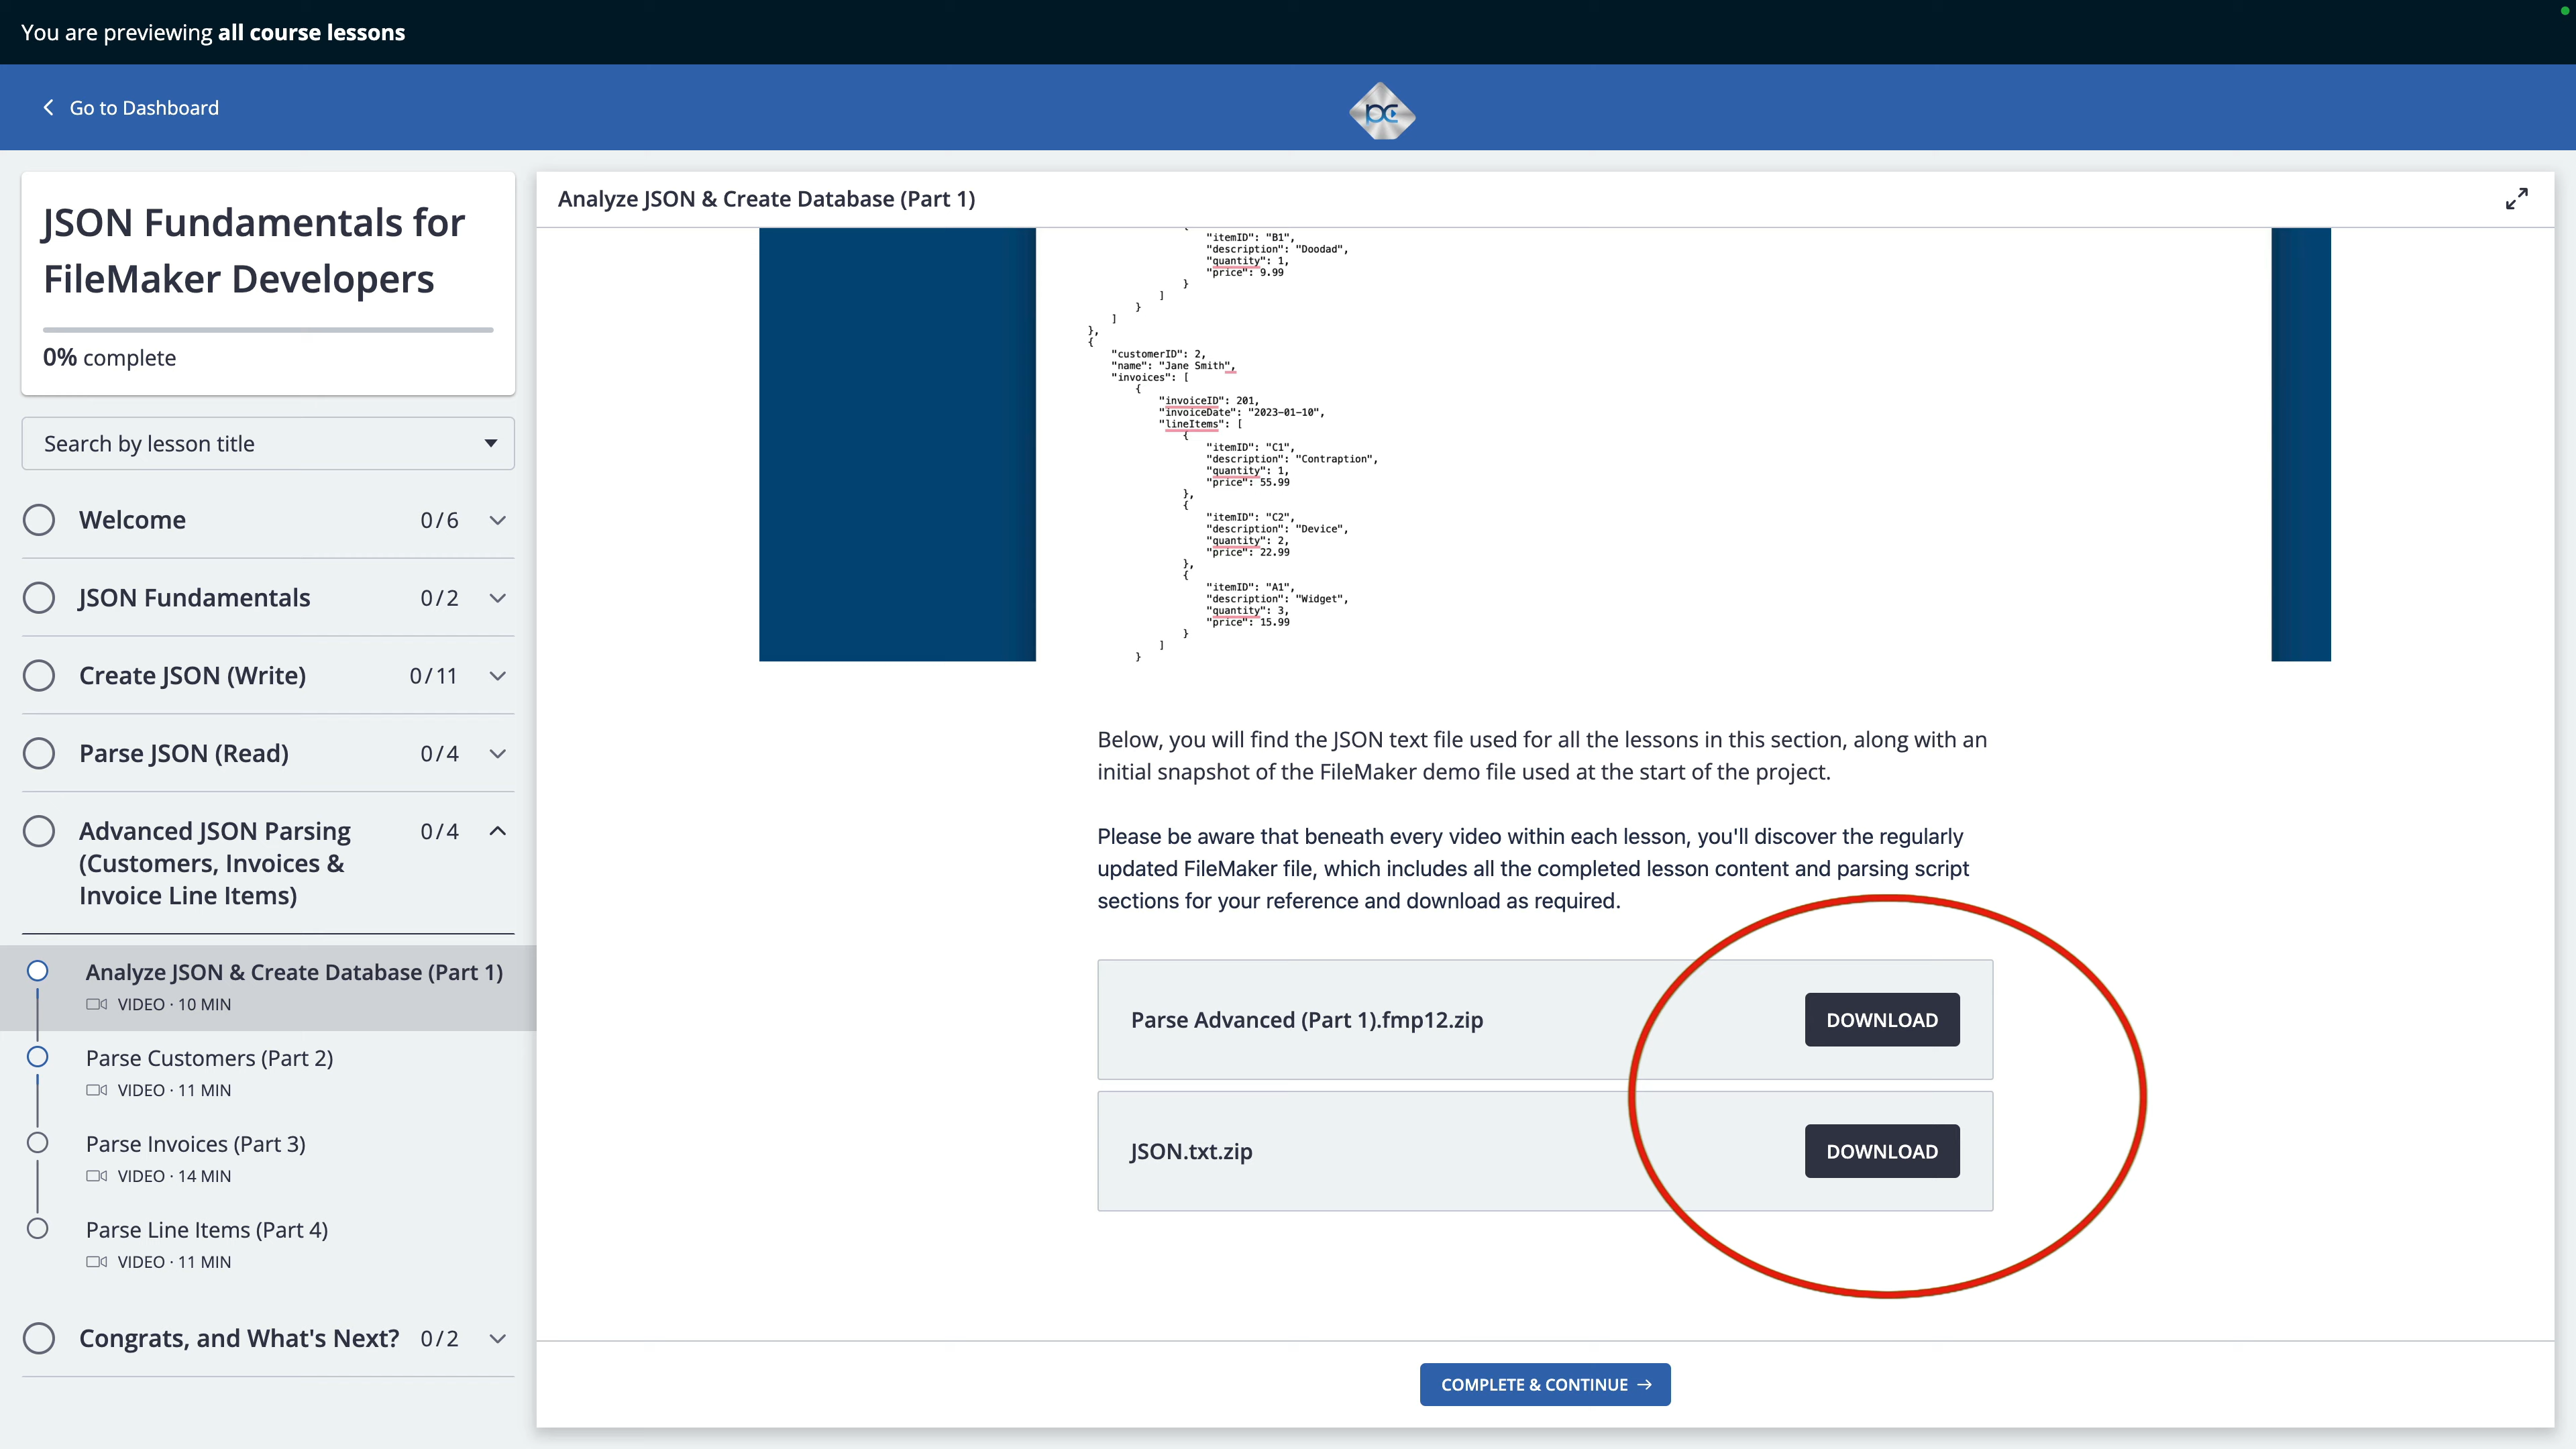 You are previewing all course lessons
Go to Dashboard
pc
JSON Fundamentals for
FileMaker Developers
0% complete
Search by lesson title
Welcome 0/6
JSON Fundamentals 0/2
Create JSON (Write) 0/11
Parse JSON (Read) 0/4
Advanced JSON Parsing 0/4
(Customers, Invoices &
Invoice Line Items)
Analyze JSON & Create Database (Part 1)
VIDEO · 10 MIN
Parse Customers (Part 2)
VIDEO · 11 MIN
Parse Invoices (Part 3)
VIDEO · 14 MIN
Parse Line Items (Part 4)
VIDEO · 11 MIN
Congrats, and What's Next? 0/2
Analyze JSON & Create Database (Part 1)
"itemID": "B1",
"description": "Doodad",
"quantity": 1,
"price": 9.99
}
]
}
]
},
{
"customerID": 2,
"name": "Jane Smith",
"invoices": [
{
"invoiceID": 201,
"invoiceDate": "2023-01-10",
"lineItems": [
{
"itemID": "C1",
"description": "Contraption",
"quantity": 1,
"price": 55.99
},
{
"itemID": "C2",
"description": "Device",
"quantity": 2,
"price": 22.99
},
{
"itemID": "A1",
"description": "Widget",
"quantity": 3,
"price": 15.99
}
]
}
Below, you will find the JSON text file used for all the lessons in this section, along with an
initial snapshot of the FileMaker demo file used at the start of the project.
Please be aware that beneath every video within each lesson, you'll discover the regularly
updated FileMaker file, which includes all the completed lesson content and parsing script
sections for your reference and download as required.
Parse Advanced (Part 1).fmp12.zip DOWNLOAD
JSON.txt.zip DOWNLOAD
COMPLETE & CONTINUE →